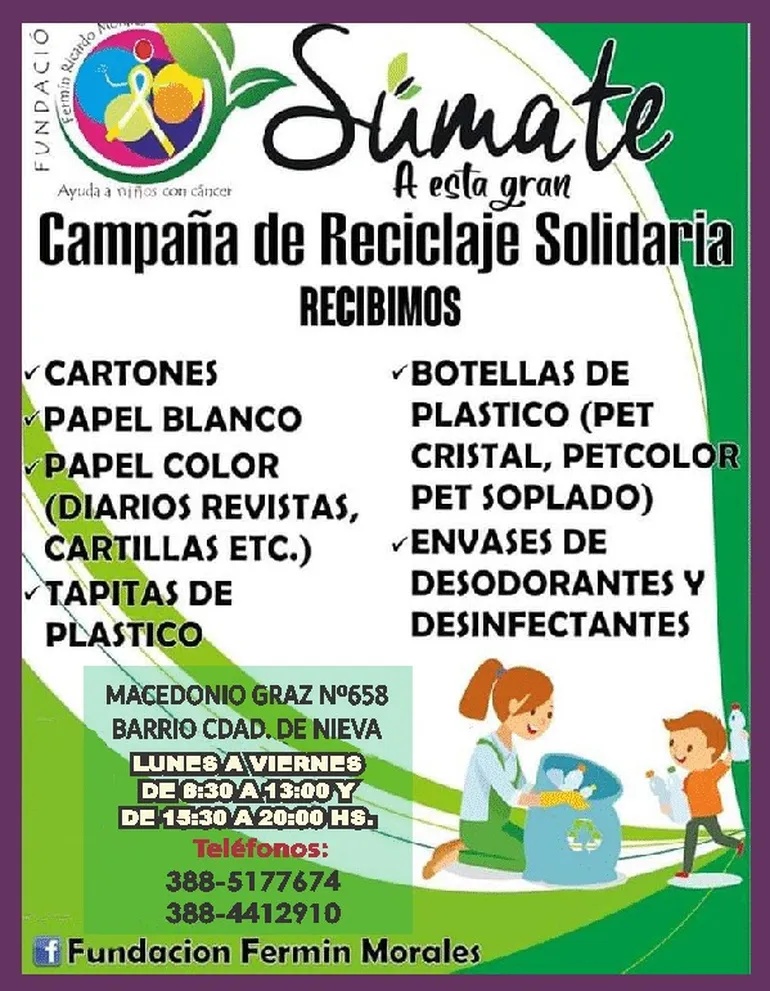 FUNDACIÓ
Fermín Ricardo
Ayuda a niños con cáncer
Súmate
A esta gran
Campaña de Reciclaje Solidaria
RECIBIMOS
✓CARTONES
✓PAPEL BLANCO
✓PAPEL COLOR
(DIARIOS REVISTAS,
CARTILLAS ETC.)
✓TAPITAS DE
PLASTICO
✓BOTELLAS DE
PLASTICO (PET
CRISTAL, PETCOLOR
PET SOPLADO)
✓ENVASES DE
DESODORANTES Y
DESINFECTANTES
MACEDONIO GRAZ Nº658
BARRIO CDAD. DE NIEVA
LUNES A VIERNES
DE 8:30 A 13:00 Y
DE 15:30 A 20:00 HS.
Teléfonos:
388-5177674
388-4412910
f Fundacion Fermin Morales